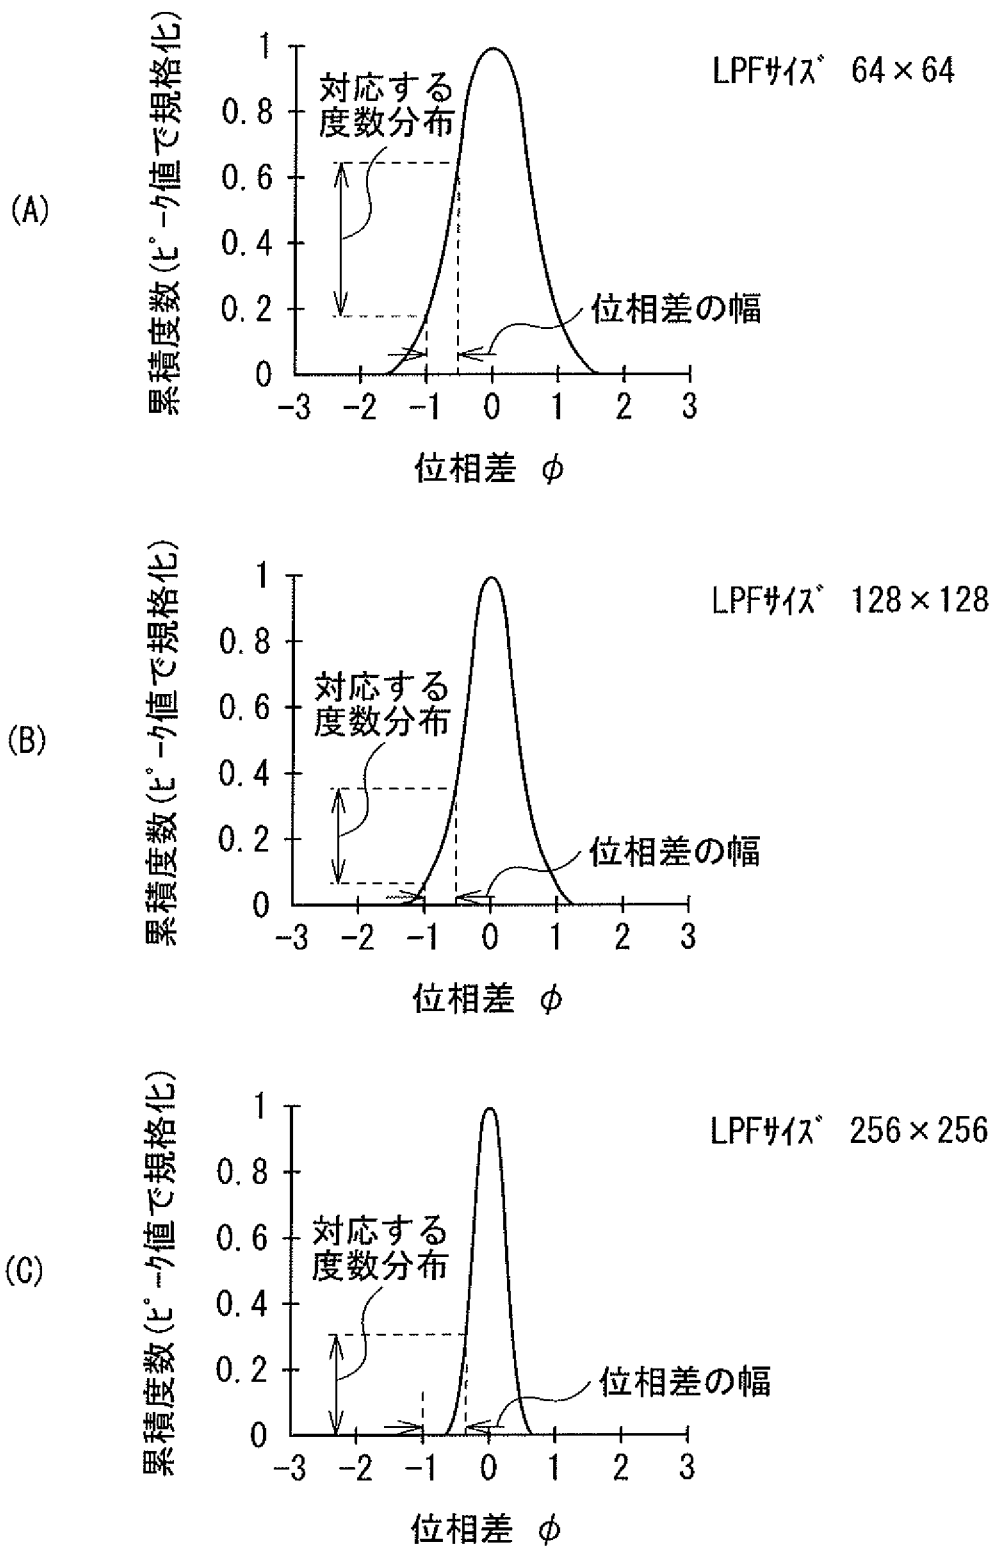 (A)
累積度数(ピーク値で規格化)
1
0.8
0.6
0.4
0.2
0
対応する
度数分布
LPFサイズ 64×64
位相差の幅
-3 -2 -1 0 1 2 3
位相差 φ
(B)
累積度数(ピーク値で規格化)
1
0.8
0.6
0.4
0.2
0
対応する
度数分布
LPFサイズ 128×128
位相差の幅
-3 -2 -1 0 1 2 3
位相差 φ
(C)
累積度数(ピーク値で規格化)
1
0.8
0.6
0.4
0.2
0
対応する
度数分布
LPFサイズ 256×256
位相差の幅
-3 -2 -1 0 1 2 3
位相差 φ